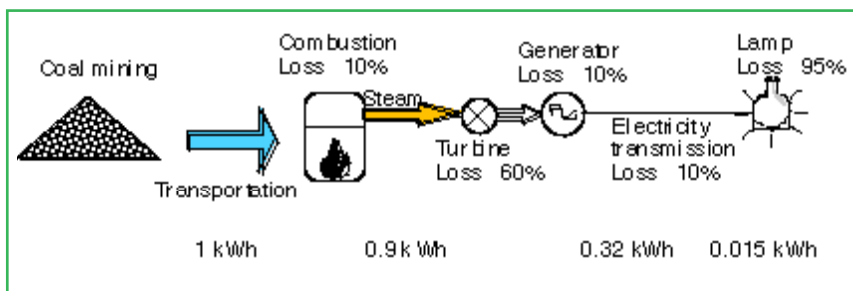 Coal mining
Combustion
Loss 10%
Generator
Loss 10%
Lamp
Loss 95%
Steam
Turbine
Loss 60%
Electricity
transmission
Loss 10%
Transportation
1 kWh
0.9 k Wh
0.32 kWh
0.015 kWh